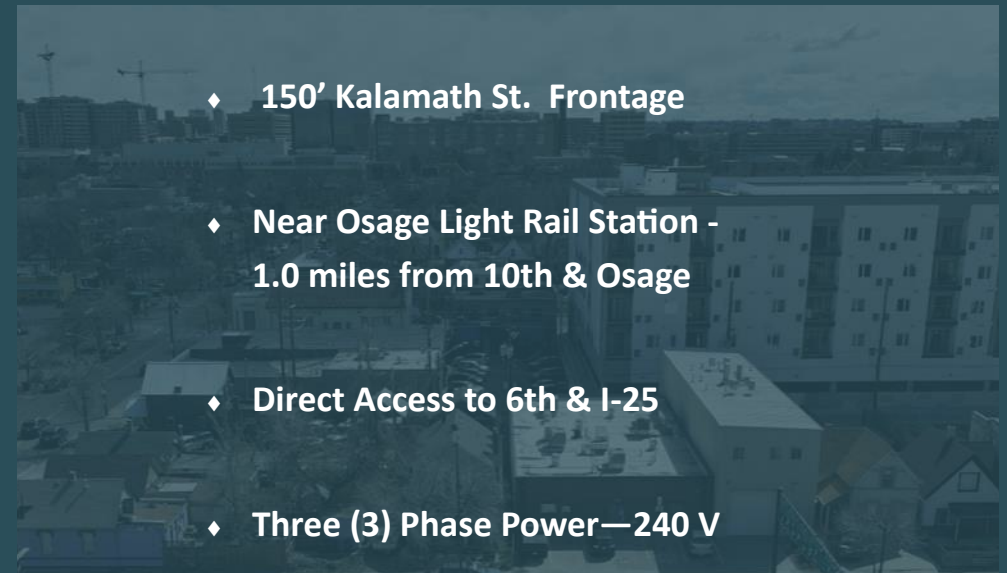 ♦ 150’ Kalamath St. Frontage
♦ Near Osage Light Rail Station -
1.0 miles from 10th & Osage
♦ Direct Access to 6th & I-25
♦ Three (3) Phase Power—240 V